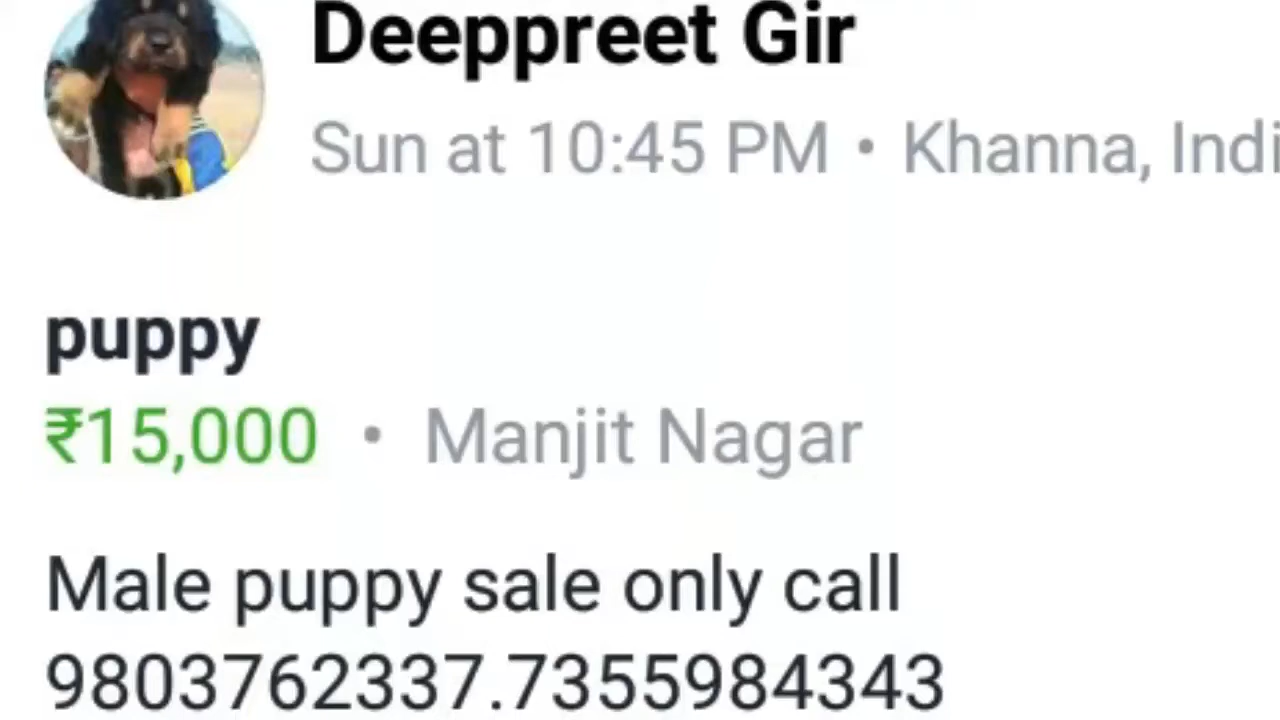 Deeppreet Gir
Sun at 10:45 PM • Khanna, Indi
puppy
₹15,000 • Manjit Nagar
Male puppy sale only call
9803762337.7355984343